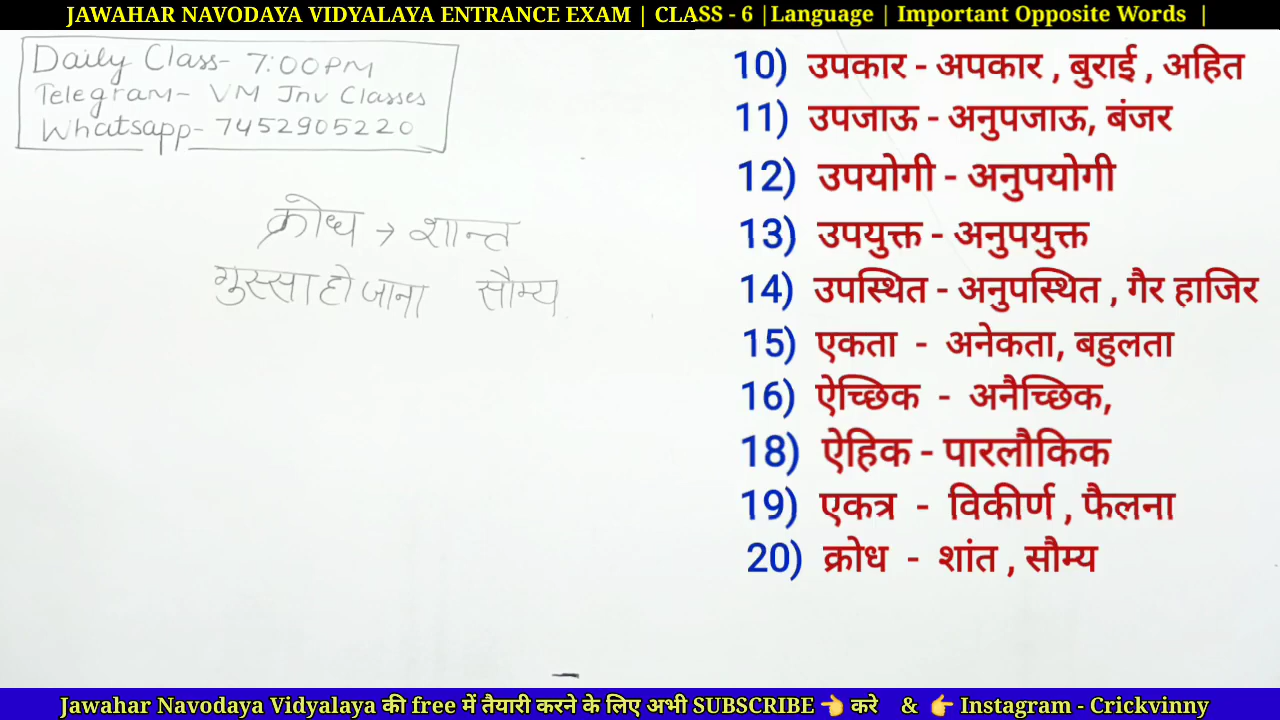 JAWAHAR NAVODAYA VIDYALAYA ENTRANCE EXAM | CLASS - 6 |Language | Important Opposite Words |
Daily Class- 7:00PM
Telegram- VM Jnv Classes
Whatsapp- 7452905220
क्रोध → शान्त
गुस्सा हो जाना सौम्य
10) उपकार - अपकार , बुराई , अहित
11) उपजाऊ - अनुपजाऊ, बंजर
12) उपयोगी - अनुपयोगी
13) उपयुक्त - अनुपयुक्त
14) उपस्थित - अनुपस्थित , गैर हाजिर
15) एकता - अनेकता, बहुलता
16) ऐच्छिक - अनैच्छिक,
18) ऐहिक - पारलौकिक
19) एकत्र - विकीर्ण , फैलना
20) क्रोध - शांत , सौम्य
Jawahar Navodaya Vidyalaya की free में तैयारी करने के लिए अभी SUBSCRIBE 👈 करे & 👉 Instagram - Crickvinny